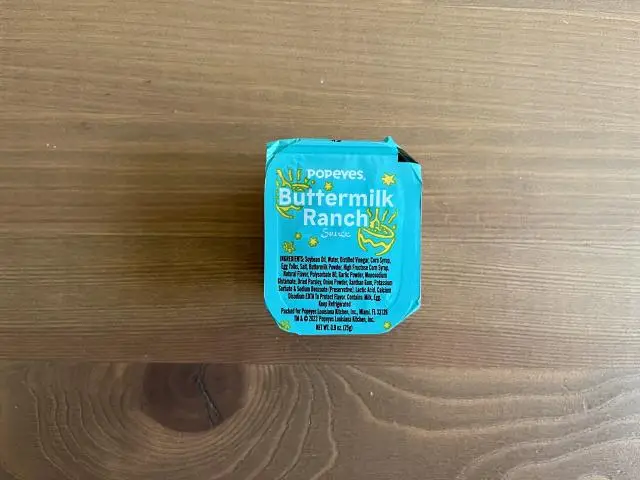 POPEYES.
Buttermilk
Ranch
Sauce
INGREDIENTS: Soybean Oil, Water, Distilled Vinegar, Corn Syrup,
Egg Yolks, Salt, Buttermilk Powder, High Fructose Corn Syrup,
Natural Flavor, Polysorbate 60, Garlic Powder, Monosodium
Glutamate, Dried Parsley, Onion Powder, Xanthan Gum, Potassium
Sorbate & Sodium Benzoate (Preservative), Lactic Acid, Calcium
Disodium EDTA To Protect Flavor. Contains: Milk, Egg.
Keep Refrigerated
Packed for Popeyes Louisiana Kitchen, Inc., Miami, FL 33126
TM & © 2023 Popeyes Louisiana Kitchen, Inc.
NET WT. 0.9 oz. (25g)